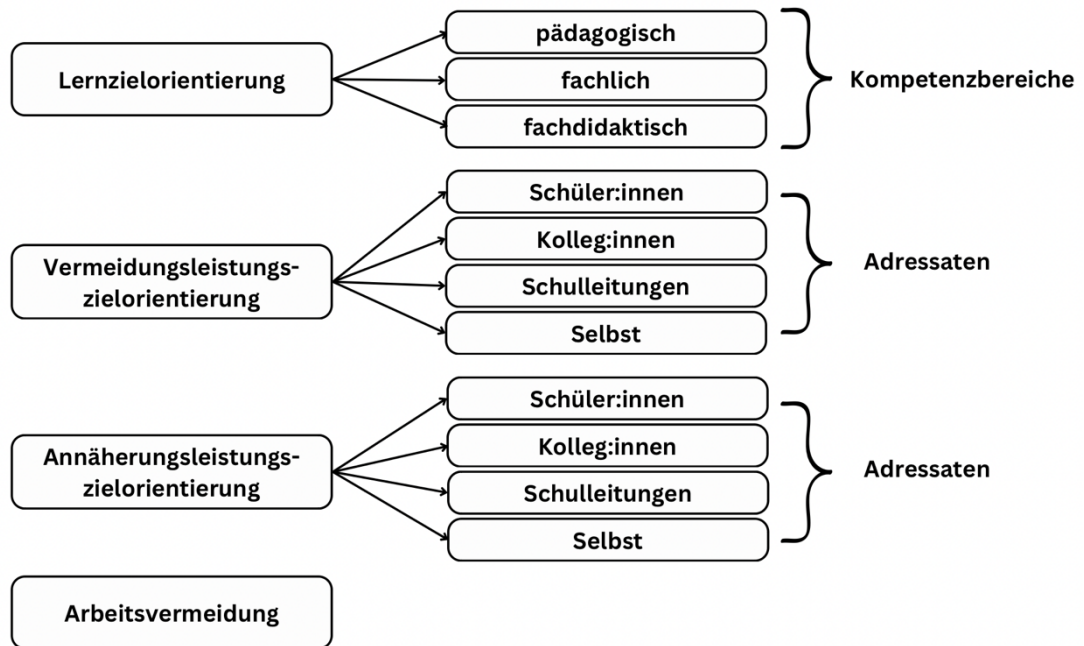 Lernzielorientierung
pädagogisch
fachlich
fachdidaktisch
Kompetenzbereiche
Vermeidungsleistungs-
zielorientierung
Schüler:innen
Kolleg:innen
Schulleitungen
Selbst
Adressaten
Annäherungsleistungs-
zielorientierung
Schüler:innen
Kolleg:innen
Schulleitungen
Selbst
Adressaten
Arbeitsvermeidung